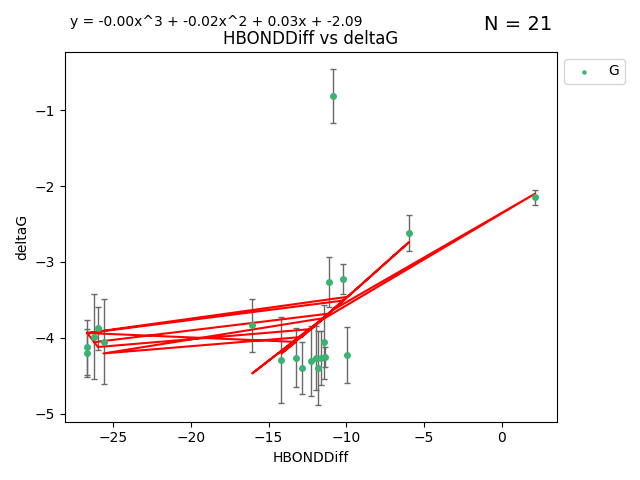 y = -0.00x^3 + -0.02x^2 + 0.03x + -2.09
N = 21
HBONDDiff vs deltaG
G
deltaG
−1
−2
−3
−4
−5
−25
−20
−15
−10
−5
0
HBONDDiff